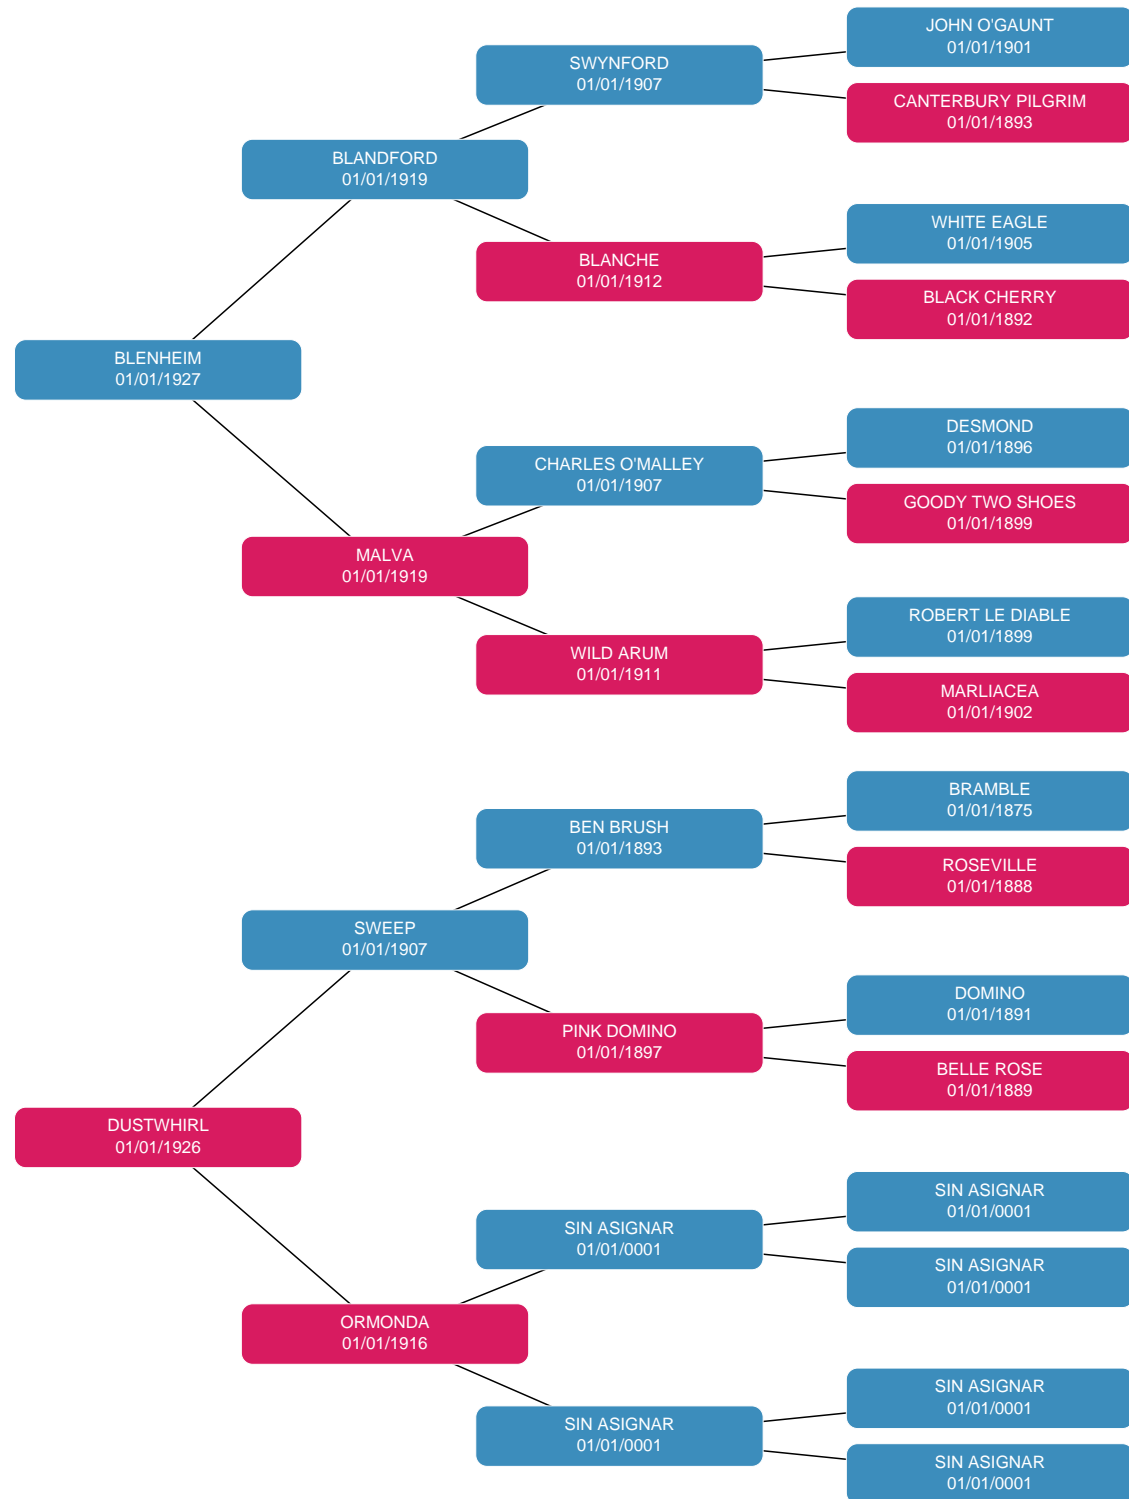 JOHN O'GAUNT
01/01/1901
SWYNFORD
01/01/1907
CANTERBURY PILGRIM
01/01/1893
BLANDFORD
01/01/1919
WHITE EAGLE
01/01/1905
BLANCHE
01/01/1912
BLACK CHERRY
01/01/1892
BLENHEIM
01/01/1927
DESMOND
01/01/1896
CHARLES O'MALLEY
01/01/1907
GOODY TWO SHOES
01/01/1899
MALVA
01/01/1919
ROBERT LE DIABLE
01/01/1899
WILD ARUM
01/01/1911
MARLIACEA
01/01/1902
BRAMBLE
01/01/1875
BEN BRUSH
01/01/1893
ROSEVILLE
01/01/1888
SWEEP
01/01/1907
DOMINO
01/01/1891
PINK DOMINO
01/01/1897
BELLE ROSE
01/01/1889
DUSTWHIRL
01/01/1926
SIN ASIGNAR
01/01/0001
SIN ASIGNAR
01/01/0001
SIN ASIGNAR
01/01/0001
ORMONDA
01/01/1916
SIN ASIGNAR
01/01/0001
SIN ASIGNAR
01/01/0001
SIN ASIGNAR
01/01/0001